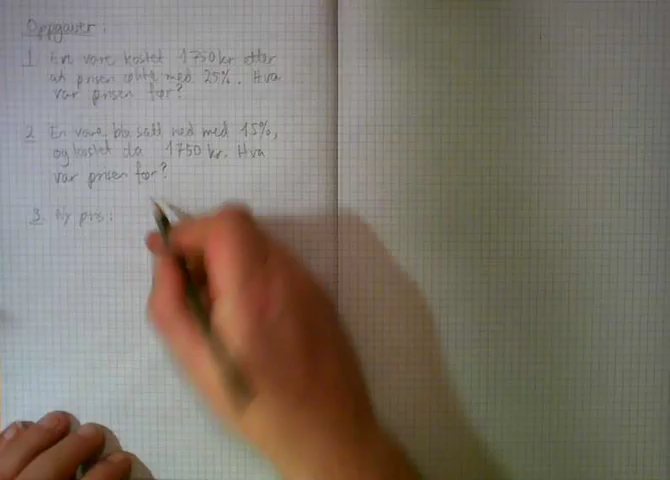 Oppgaver:
1 En vare kostet 1750 kr etter
at prisen økte med 25%. Hva
var prisen før?
2 En vare ble satt ned med 15%,
og kostet da 1750 kr. Hva
var prisen før?
3 Ny pris: